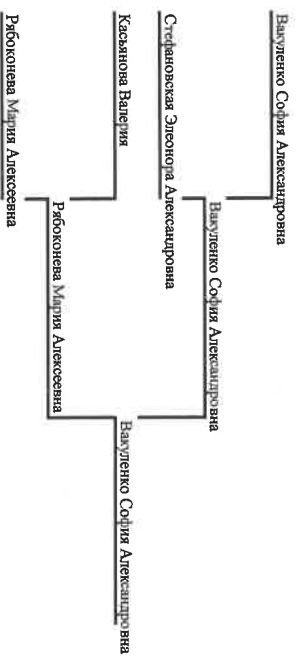 Вакуленко София Александровна
Стефановская Элеонора Александровна
Вакуленко София Александровна
Касьянова Валерия
Рябоконева Мария Алексеевна
Рябоконева Мария Алексеевна
Вакуленко София Александровна